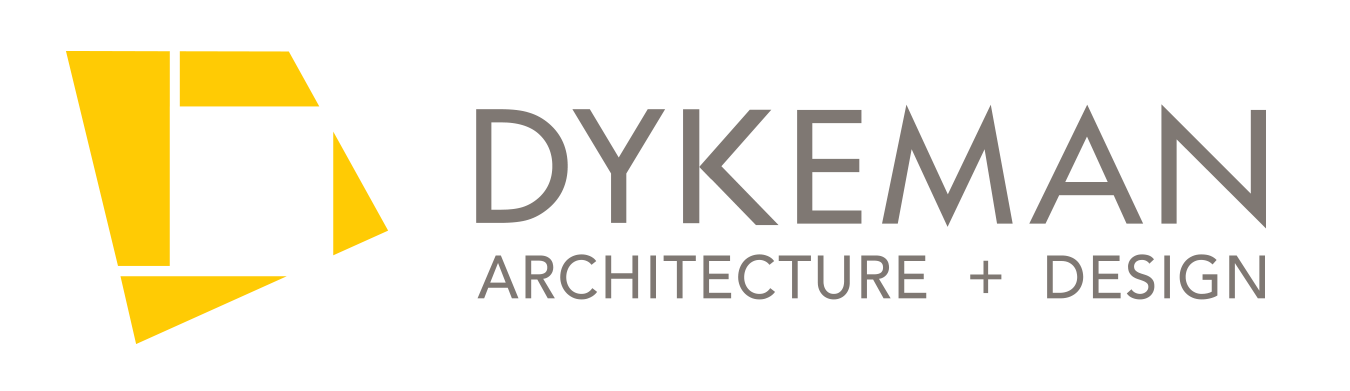 DYKEMAN
ARCHITECTURE + DESIGN